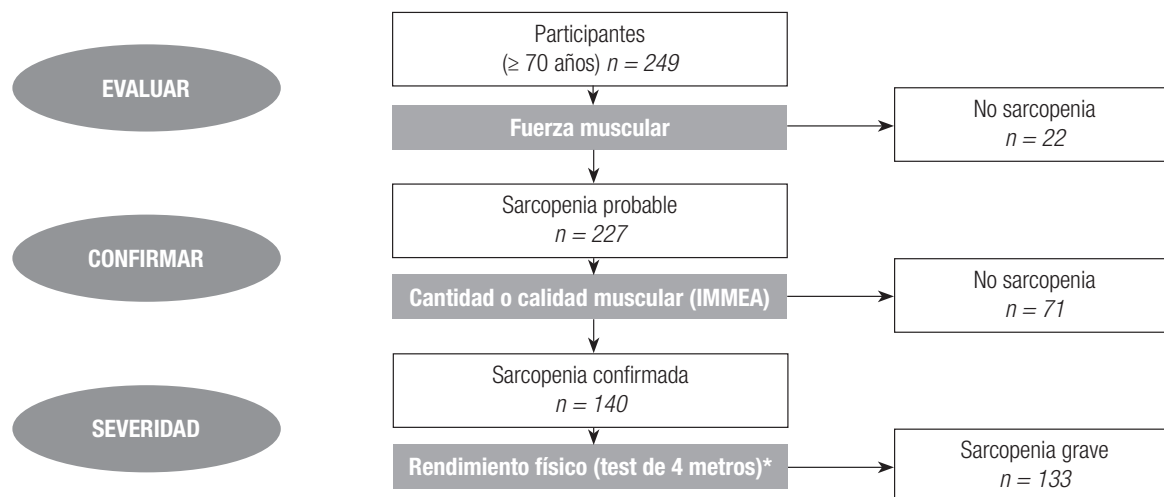 Participantes
(≥ 70 años) n = 249
EVALUAR
Fuerza muscular
No sarcopenia
n = 22
Sarcopenia probable
n = 227
CONFIRMAR
Cantidad o calidad muscular (IMMEA)
No sarcopenia
n = 71
Sarcopenia confirmada
n = 140
SEVERIDAD
Rendimiento físico (test de 4 metros)*
Sarcopenia grave
n = 133